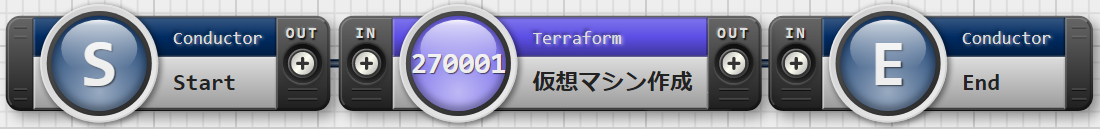 S
Conductor
Start
OUT
IN
270001
Terraform
仮想マシン作成
OUT
IN
E
Conductor
End